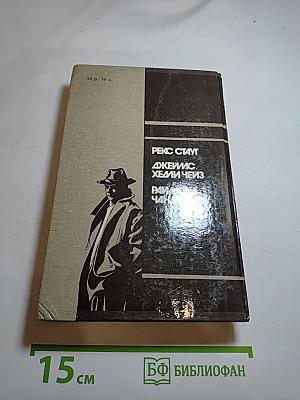 РЕКС СТАУТ
ДЖЕЙМС
ХЕДЛИ ЧЕЙЗ
15 см
БФ БИБЛИОФАН